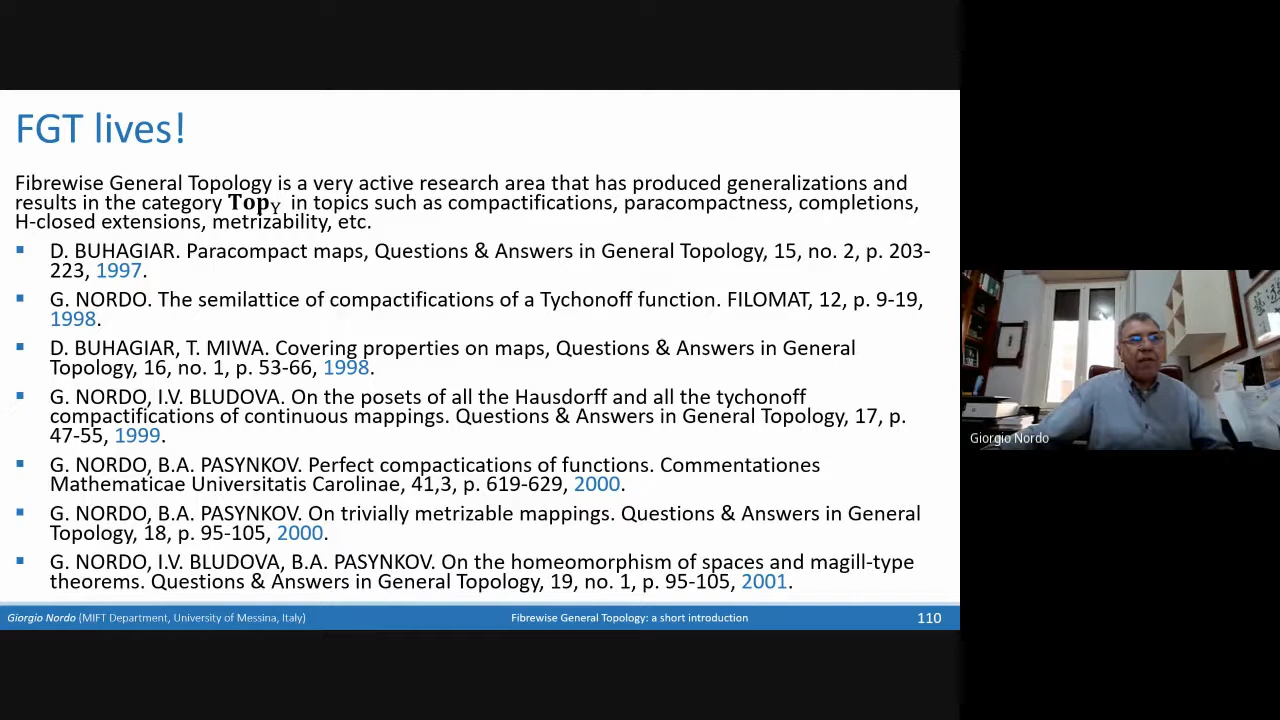 FGT lives!
Fibrewise General Topology is a very active research area that has produced generalizations and
results in the category Top_Y in topics such as compactifications, paracompactness, completions,
H-closed extensions, metrizability, etc.
▪ D. BUHAGIAR. Paracompact maps, Questions & Answers in General Topology, 15, no. 2, p. 203-
223, 1997.
▪ G. NORDO. The semilattice of compactifications of a Tychonoff function. FILOMAT, 12, p. 9-19,
1998.
▪ D. BUHAGIAR, T. MIWA. Covering properties on maps, Questions & Answers in General
Topology, 16, no. 1, p. 53-66, 1998.
▪ G. NORDO, I.V. BLUDOVA. On the posets of all the Hausdorff and all the tychonoff
compactifications of continuous mappings. Questions & Answers in General Topology, 17, p.
47-55, 1999.
▪ G. NORDO, B.A. PASYNKOV. Perfect compactications of functions. Commentationes
Mathematicae Universitatis Carolinae, 41,3, p. 619-629, 2000.
▪ G. NORDO, B.A. PASYNKOV. On trivially metrizable mappings. Questions & Answers in General
Topology, 18, p. 95-105, 2000.
▪ G. NORDO, I.V. BLUDOVA, B.A. PASYNKOV. On the homeomorphism of spaces and magill-type
theorems. Questions & Answers in General Topology, 19, no. 1, p. 95-105, 2001.
Giorgio Nordo (MIFT Department, University of Messina, Italy)
Fibrewise General Topology: a short introduction
110
Giorgio Nordo